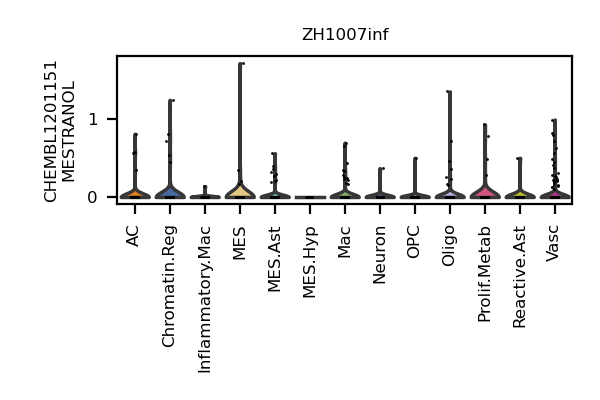 ZH1007inf
CHEMBL1201151
MESTRANOL
1
0
AC
Chromatin.Reg
Inflammatory.Mac
MES
MES.Ast
MES.Hyp
Mac
Neuron
OPC
Oligo
Prolif.Metab
Reactive.Ast
Vasc